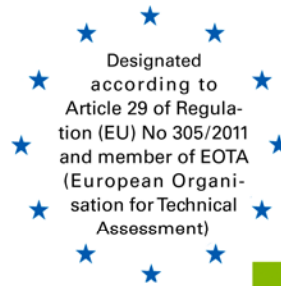 Designated
according to
Article 29 of Regula-
tion (EU) No 305/2011
and member of EOTA
(European Organi-
sation for Technical
Assessment)